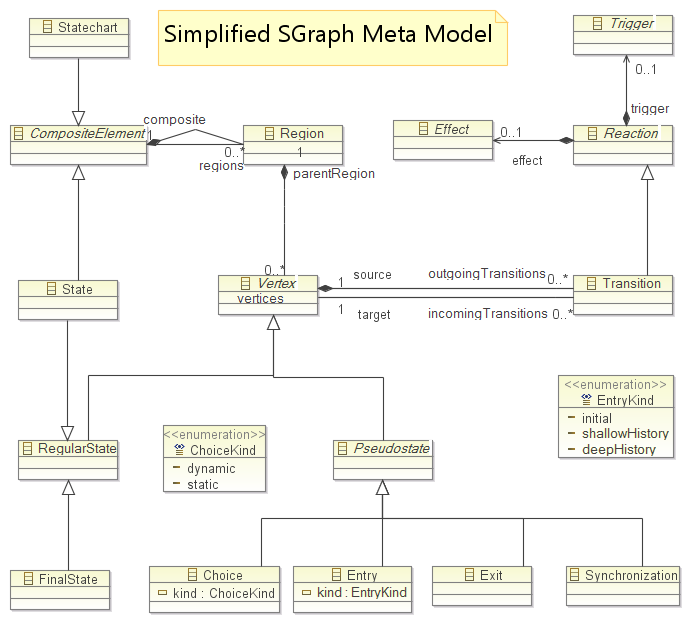 Simplified SGraph Meta Model
Statechart
Trigger
0..1
trigger
composite
CompositeElement
1
0..*
regions
Region
1
parentRegion
Effect
0..1
effect
Reaction
0..*
Vertex
vertices
1
source
outgoingTransitions
0..*
1
target
incomingTransitions
0..*
Transition
State
RegularState
<<enumeration>>
ChoiceKind
dynamic
static
Pseudostate
<<enumeration>>
EntryKind
initial
shallowHistory
deepHistory
FinalState
Choice
kind : ChoiceKind
Entry
kind : EntryKind
Exit
Synchronization